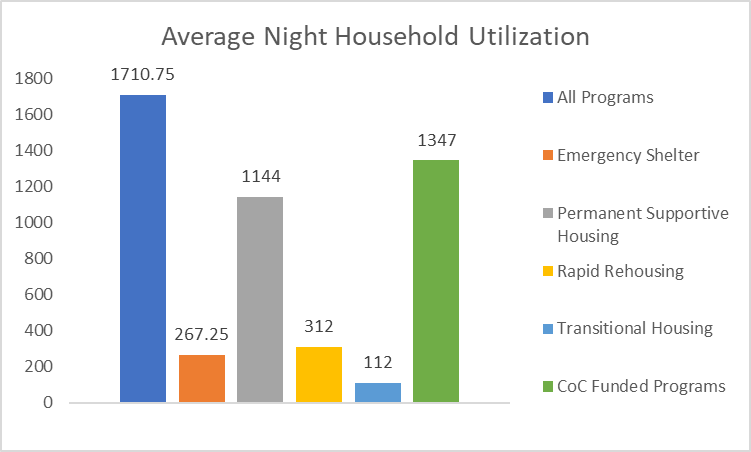 Average Night Household Utilization
1710.75
1800
1600
1400
1200
1000
800
600
400
200
0
267.25
1144
312
112
1347
All Programs
Emergency Shelter
Permanent Supportive
Housing
Rapid Rehousing
Transitional Housing
CoC Funded Programs